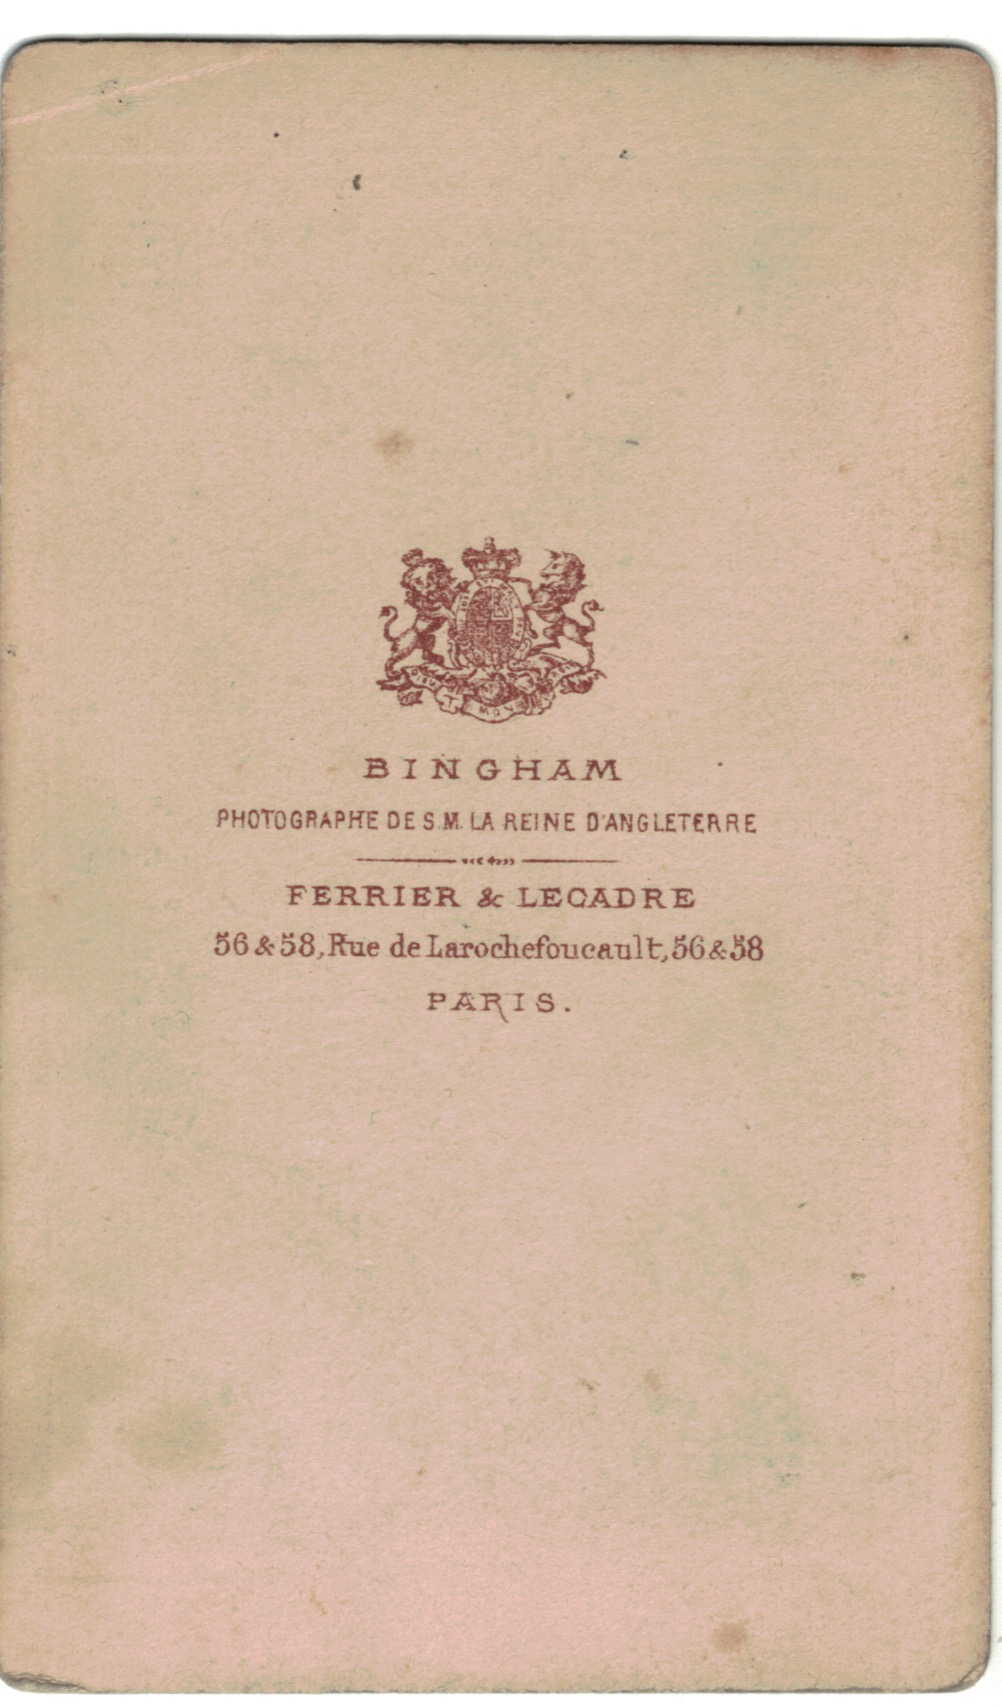 BINGHAM
PHOTOGRAPHE DE S. M. LA REINE D'ANGLETERRE
FERRIER & LECADRE
56 & 58, Rue de Larochefoucault, 56 & 58
PARIS.